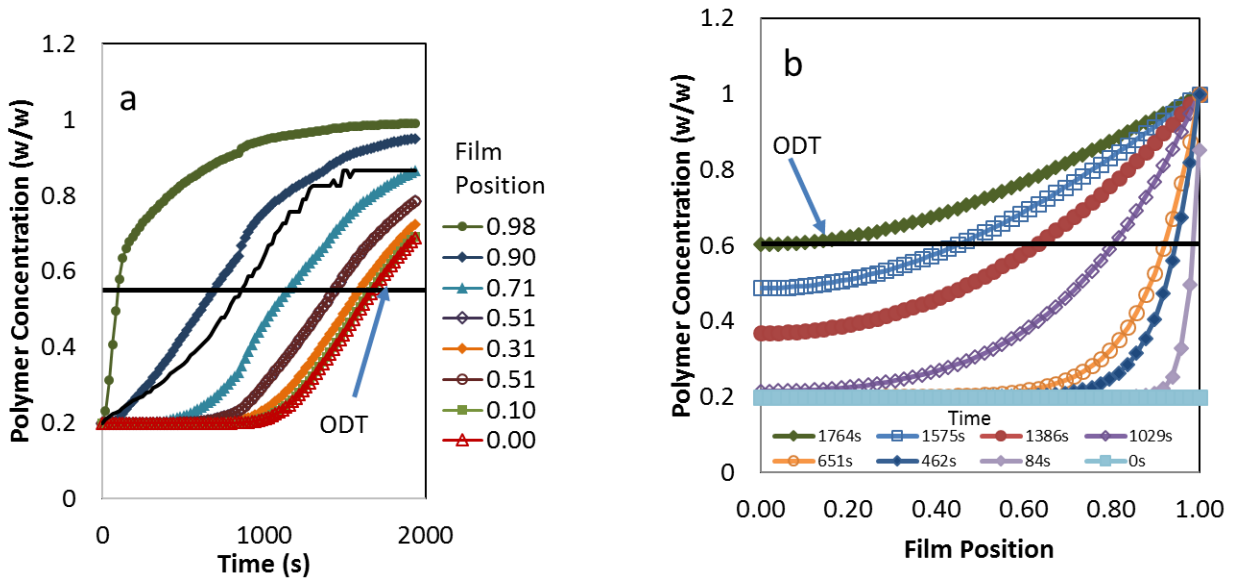 a
Polymer Concentration (w/w)
1.2
1
0.8
0.6
0.4
0.2
0
0
1000
2000
Time (s)
ODT
Film
Position
0.98
0.90
0.71
0.51
0.31
0.51
0.10
0.00
b
Polymer Concentration (w/w)
1.2
1
0.8
0.6
0.4
0.2
0
ODT
Time
1764s 1575s 1386s 1029s
651s 462s 84s 0s
0.00 0.20 0.40 0.60 0.80 1.00
Film Position